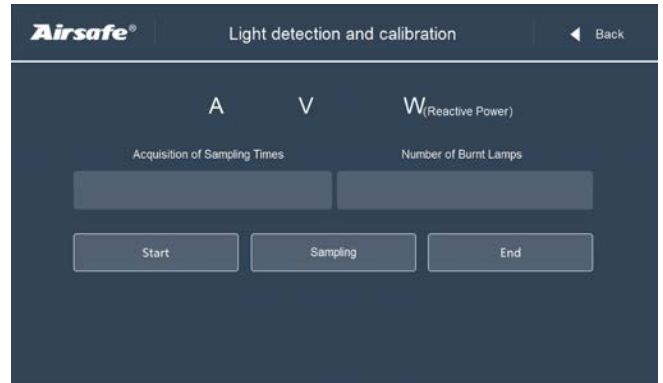 Airsafe® Light detection and calibration Back
A V W(Reactive Power)
Acquisition of Sampling Times Number of Burnt Lamps
Start Sampling End